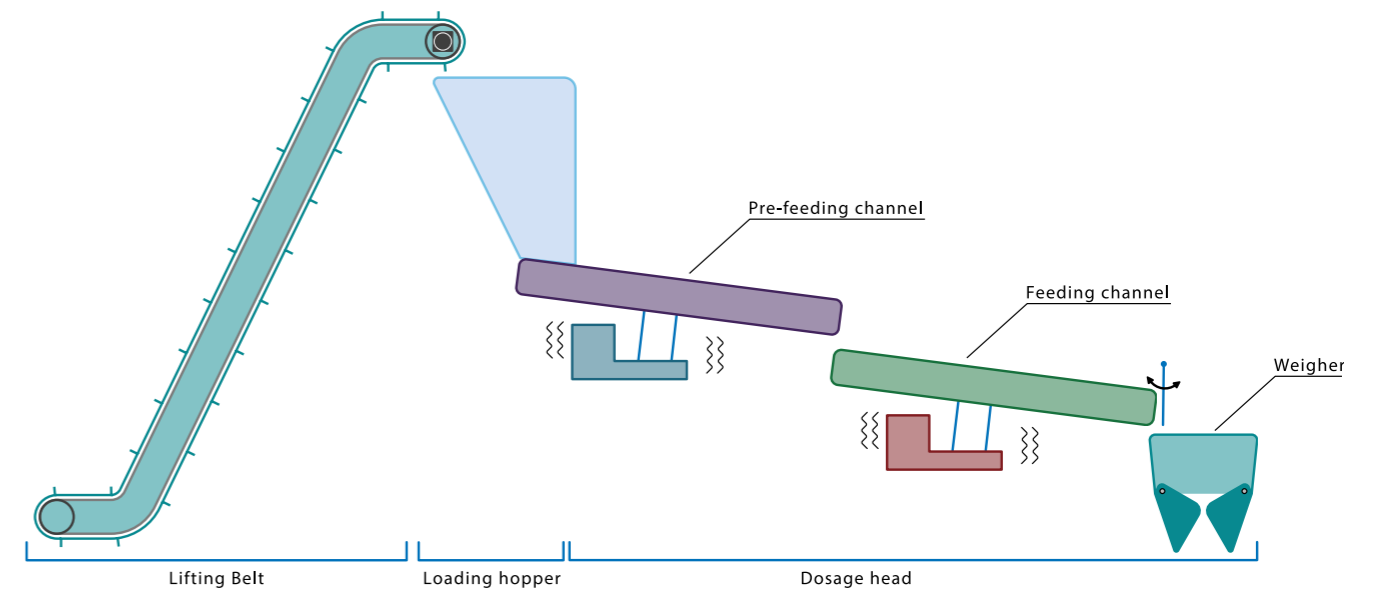 Pre-feeding channel
Feeding channel
Weigher
Lifting Belt
Loading hopper
Dosage head